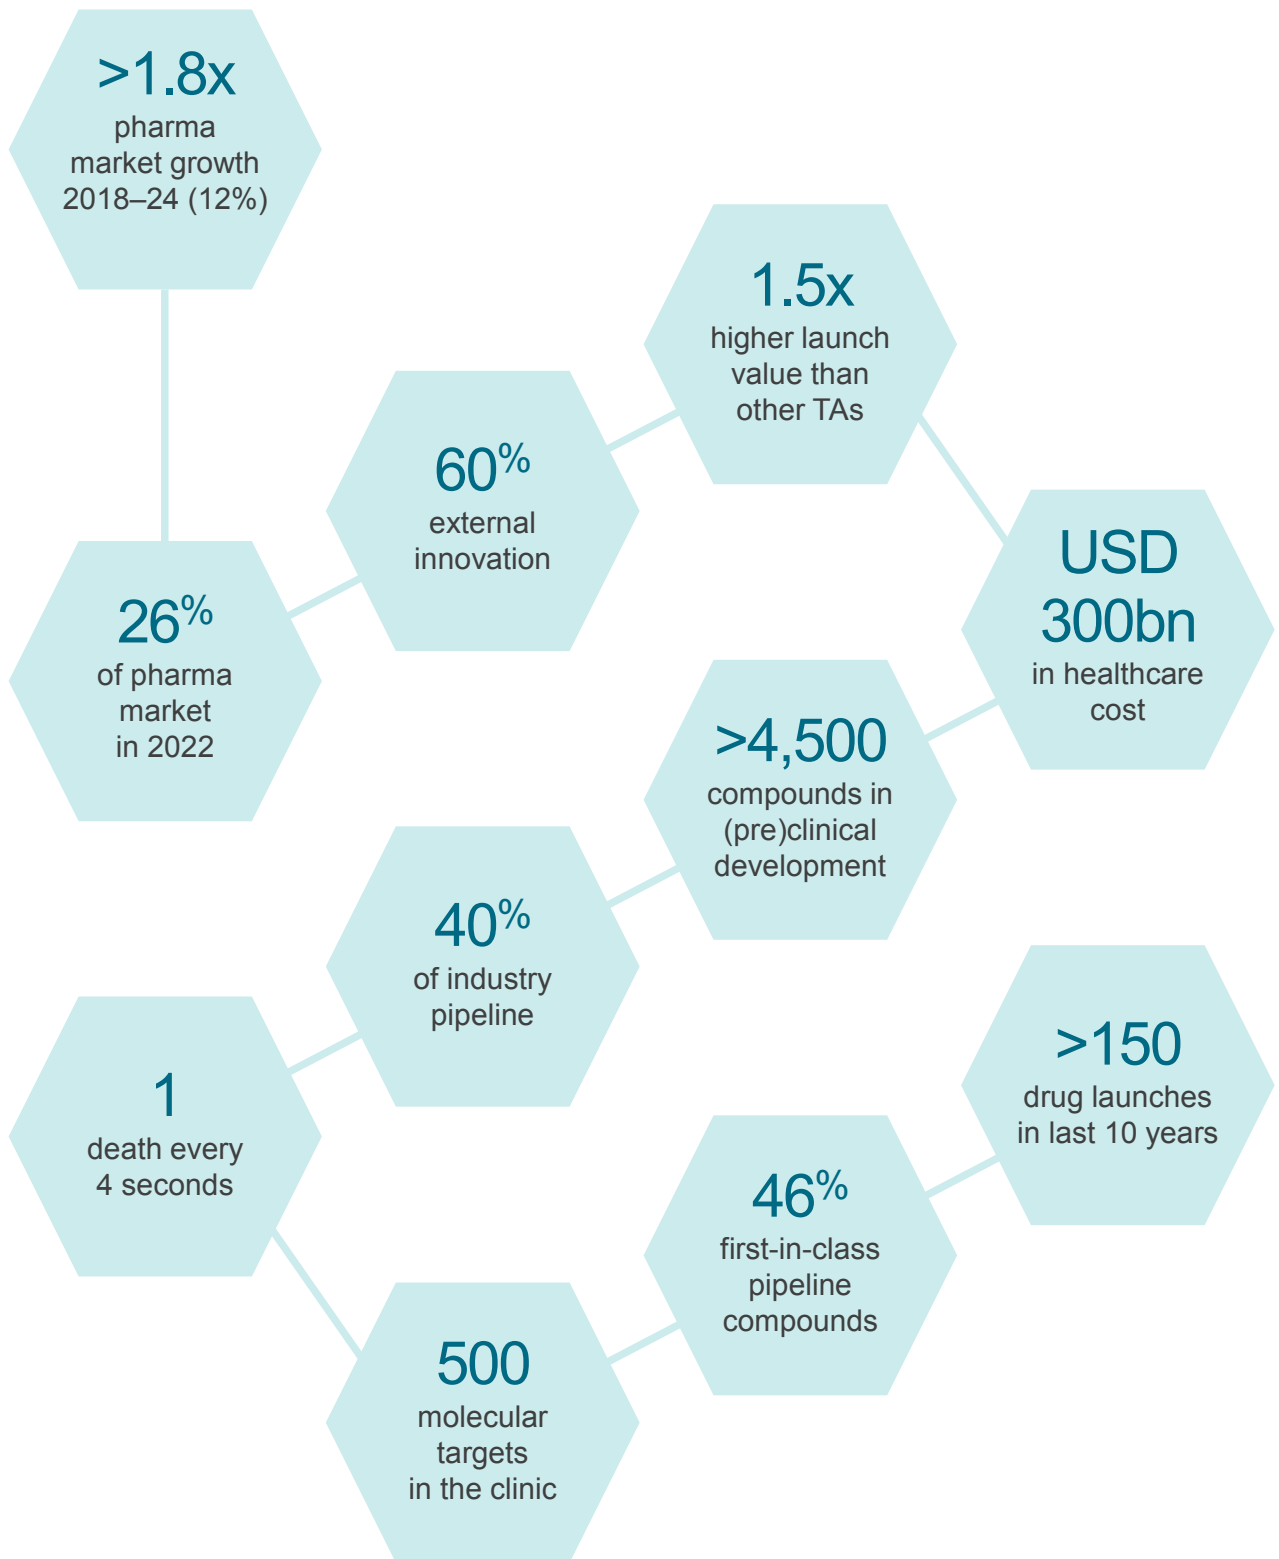 >1.8x
pharma
market growth
2018–24 (12%)
26%
of pharma
market
in 2022
60%
external
innovation
1.5x
higher launch
value than
other TAs
USD
300bn
in healthcare
cost
>4,500
compounds in
(pre)clinical
development
40%
of industry
pipeline
1
death every
4 seconds
500
molecular
targets
in the clinic
46%
first-in-class
pipeline
compounds
>150
drug launches
in last 10 years